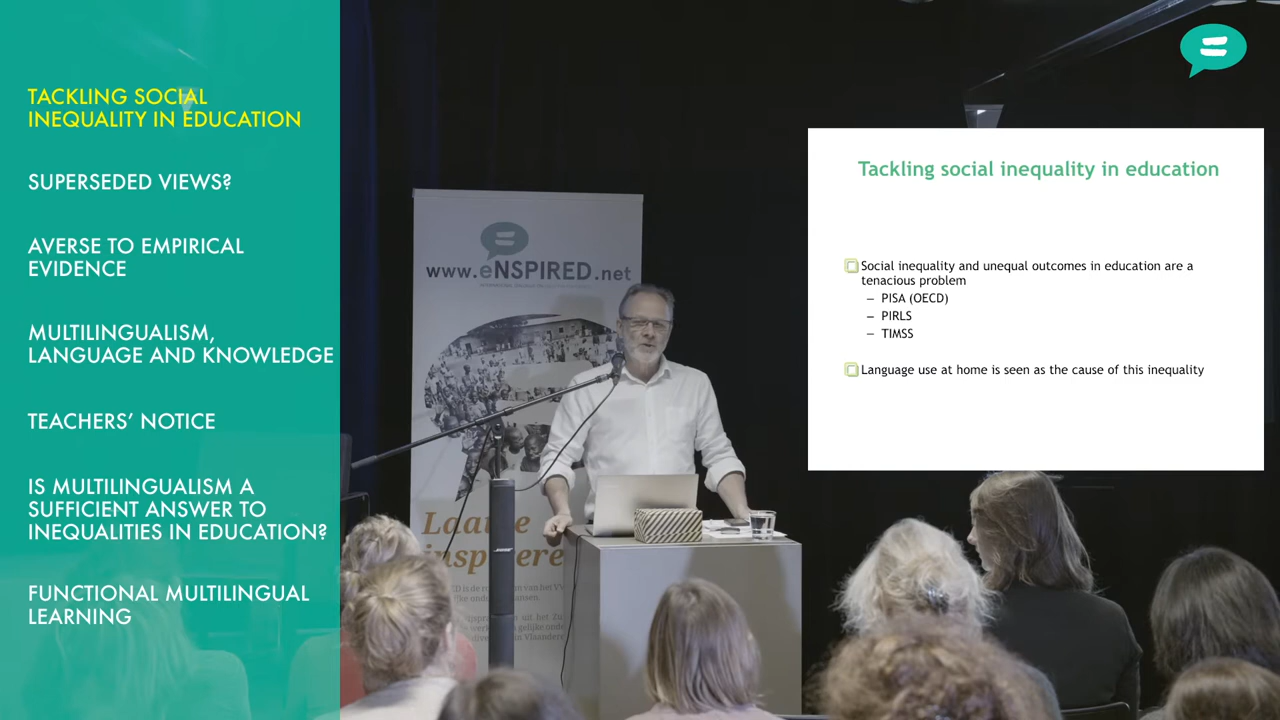 TACKLING SOCIAL
INEQUALITY IN EDUCATION
SUPERSEDED VIEWS?
AVERSE TO EMPIRICAL
EVIDENCE
MULTILINGUALISM,
LANGUAGE AND KNOWLEDGE
TEACHERS' NOTICE
IS MULTILINGUALISM A
SUFFICIENT ANSWER TO
INEQUALITIES IN EDUCATION?
FUNCTIONAL MULTILINGUAL
LEARNING
www.eNSPIRED.net
Tackling social inequality in education
Social inequality and unequal outcomes in education are a
tenacious problem
– PISA (OECD)
– PIRLS
– TIMSS
Language use at home is seen as the cause of this inequality